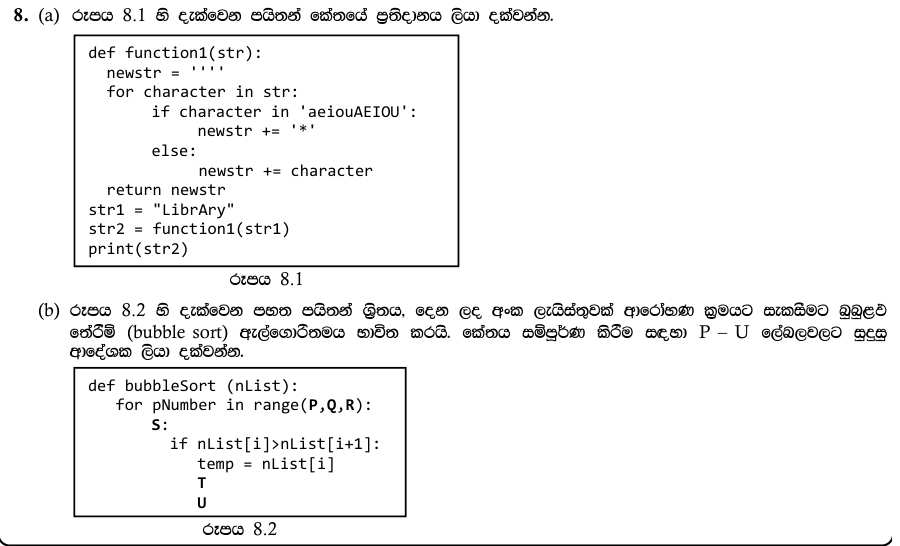 8. (a) රූපය 8.1 හි දැක්වෙන පයිතන් කේතයේ ප්‍රතිදානය ලියා දක්වන්න.
def function1(str):
newstr = ''''
for character in str:
if character in 'aeiouAEIOU':
newstr += '*'
else:
newstr += character
return newstr
str1 = "LibrAry"
str2 = function1(str1)
print(str2)
රූපය 8.1
(b) රූපය 8.2 හි දැක්වෙන පහත පයිතන් ශ්‍රිතය, දෙන ලද අංක ලැයිස්තුවක් ආරෝහණ ක්‍රමයට සැකසීමට බුබුළු
තේරීම් (bubble sort) ඇල්ගොරිතමය භාවිත කරයි. කේතය සම්පූර්ණ කිරීම සඳහා P – U ලේබලවලට සුදුසු
ආදේශක ලියා දක්වන්න.
def bubbleSort (nList):
for pNumber in range(P,Q,R):
S:
if nList[i]>nList[i+1]:
temp = nList[i]
T
U
රූපය 8.2